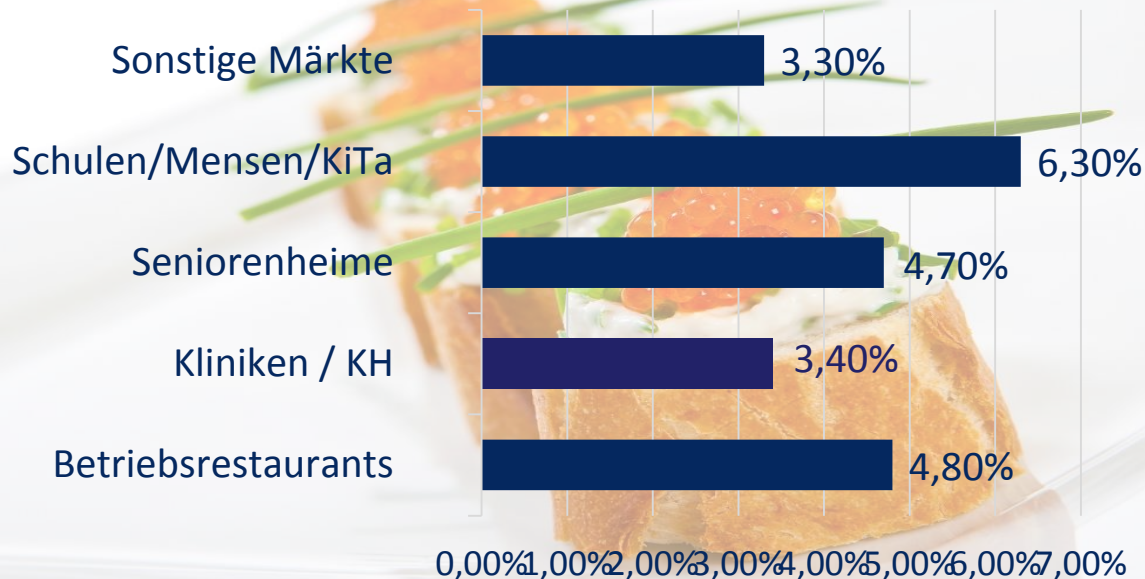 Sonstige Märkte 3,30%
Schulen/Mensen/KiTa 6,30%
Seniorenheime 4,70%
Kliniken / KH 3,40%
Betriebsrestaurants 4,80%
0,00% 1,00% 2,00% 3,00% 4,00% 5,00% 6,00% 7,00%